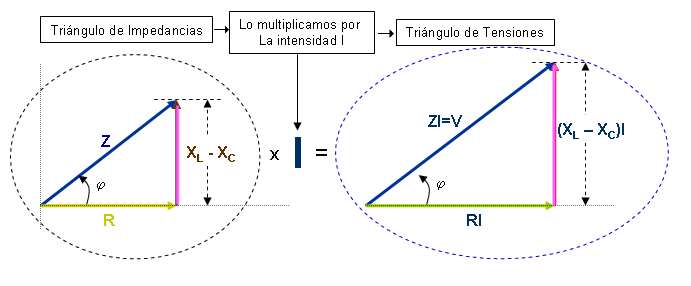 Triángulo de Impedancias
Lo multiplicamos por
La intensidad I
Triángulo de Tensiones
Z
X_L - X_C
φ
R
x
I
=
ZI=V
(X_L – X_C)I
φ
RI